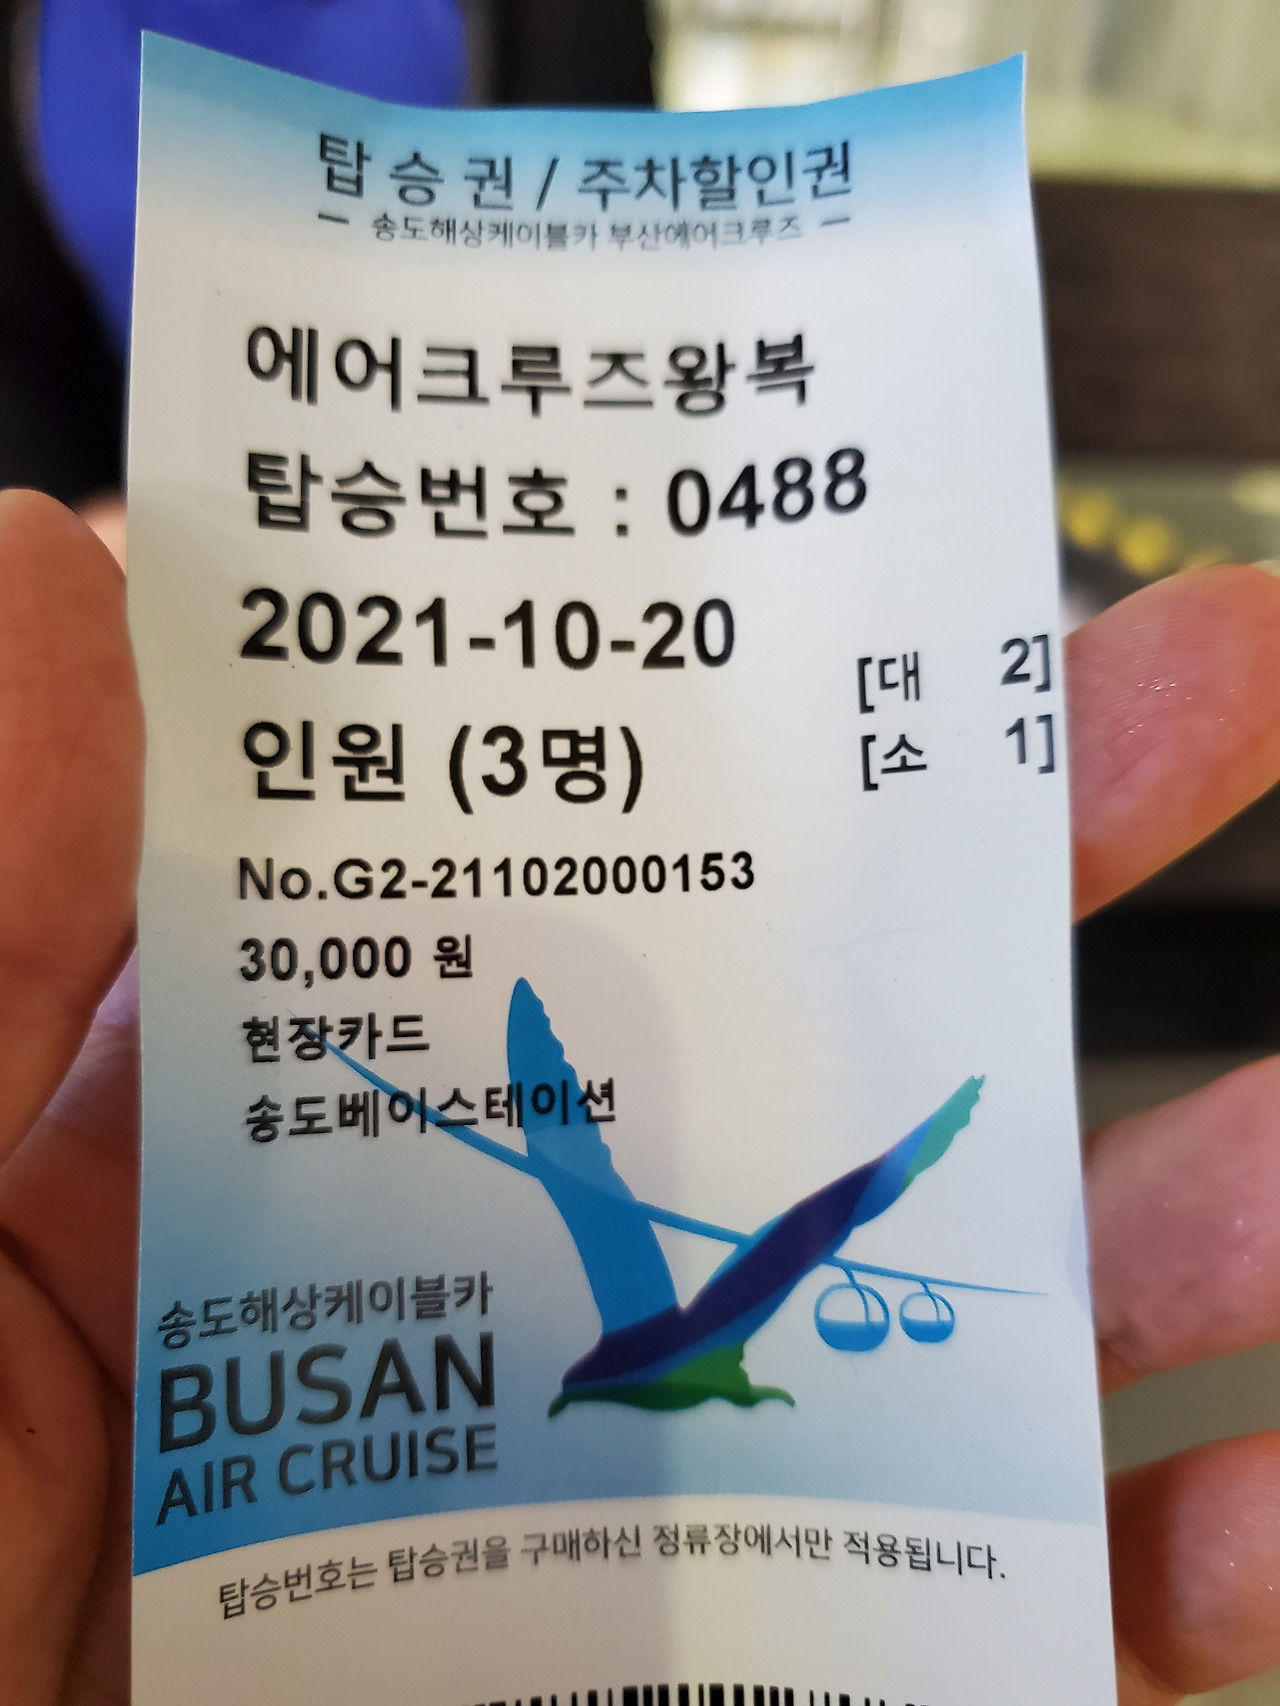 탑승권 / 주차할인권
- 송도해상케이블카 부산에어크루즈 -
에어크루즈왕복
탑승번호 : 0488
2021-10-20
[대 2]
인원 (3명)
[소 1]
No.G2-21102000153
30,000 원
현장카드
송도베이스테이션
송도해상케이블카
BUSAN
AIR CRUISE
탑승번호는 탑승권을 구매하신 정류장에서만 적용됩니다.